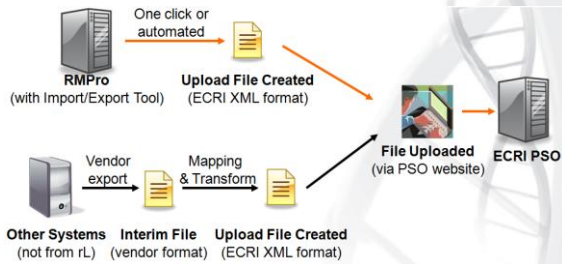 One click or
automated
RMPro
(with Import/Export Tool)
Upload File Created
(ECRI XML format)
File Uploaded
(via PSO website)
ECRI PSO
Vendor
export
Mapping
& Transform
Other Systems
(not from rL)
Interim File
(vendor format)
Upload File Created
(ECRI XML format)